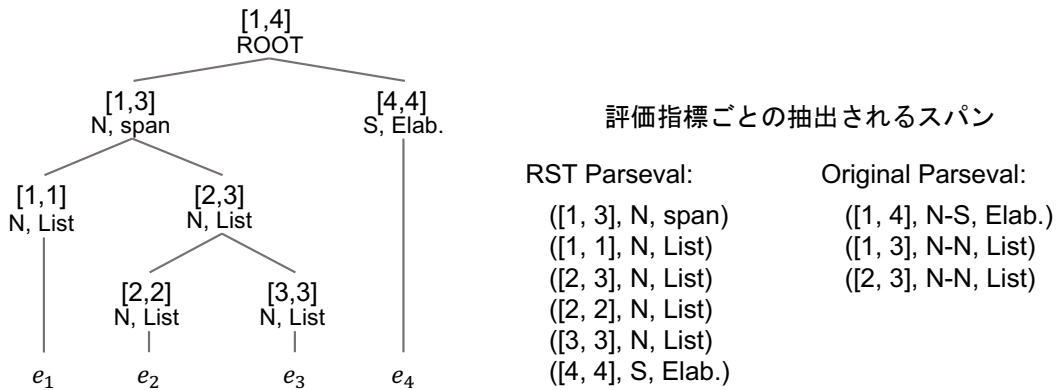 [1,4]
ROOT
[1,3]
N, span
[4,4]
S, Elab.
[1,1]
N, List
[2,3]
N, List
[2,2]
N, List
[3,3]
N, List
e1 e2 e3 e4
評価指標ごとの抽出されるスパン
RST Parseval:
([1, 3], N, span)
([1, 1], N, List)
([2, 3], N, List)
([2, 2], N, List)
([3, 3], N, List)
([4, 4], S, Elab.)
Original Parseval:
([1, 4], N-S, Elab.)
([1, 3], N-N, List)
([2, 3], N-N, List)